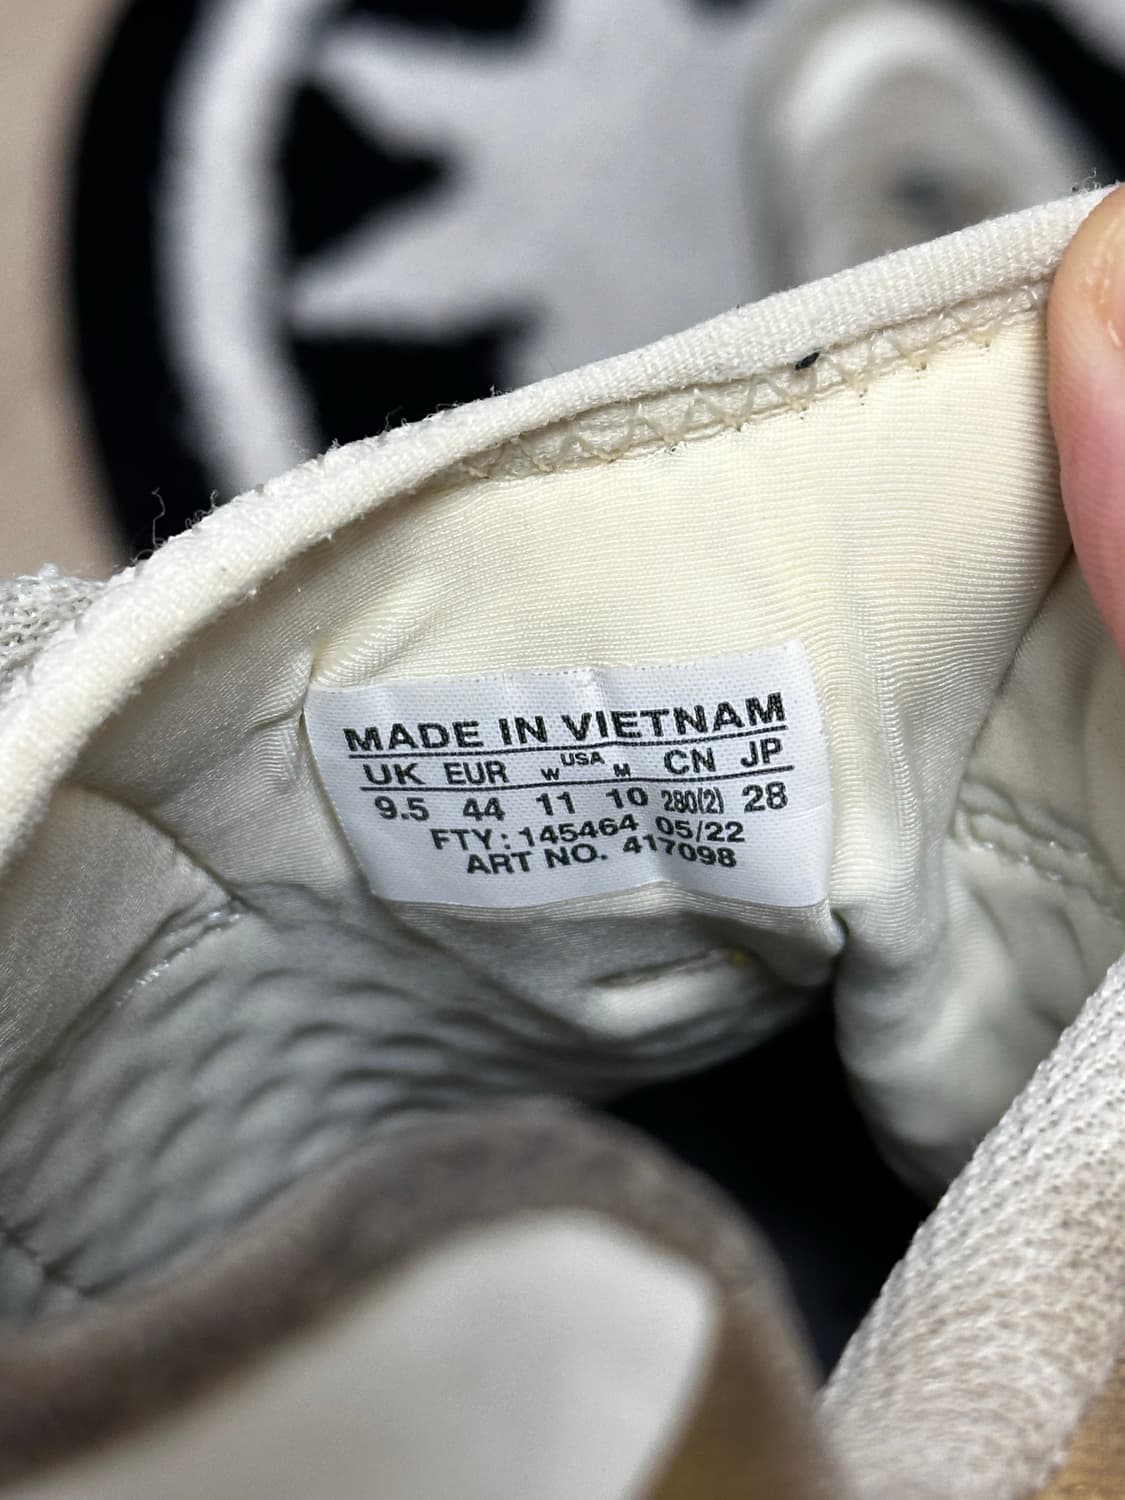 MADE IN VIETNAM
UK EUR W USA M CN JP
9.5 44 11 10 280(2) 28
FTY: 145464 05/22
ART NO. 417098